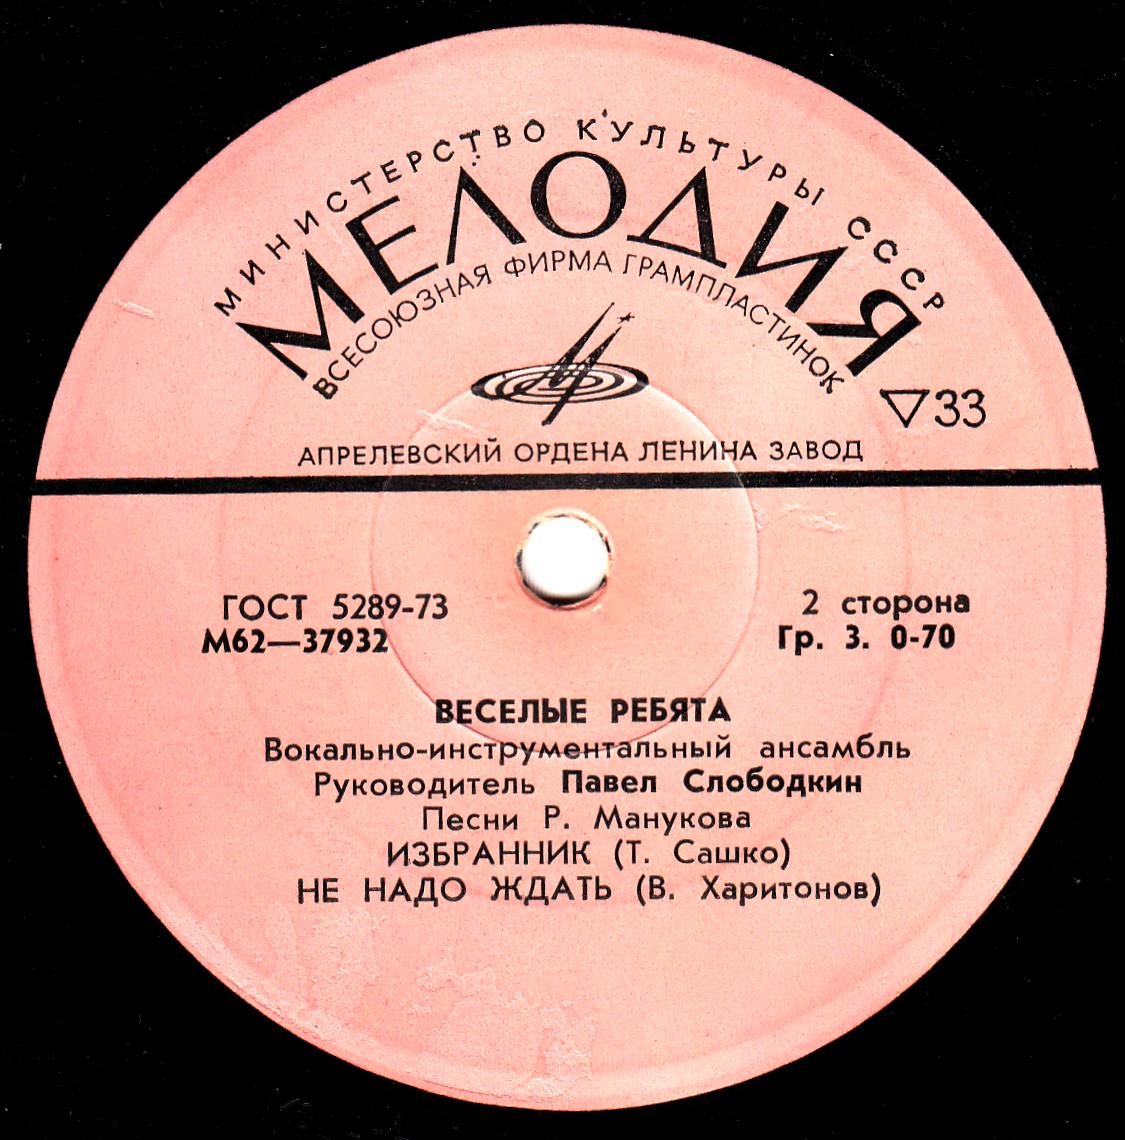 МИНИСТЕРСТВО КУЛЬТУРЫ СССР
МЕЛОДИЯ
ВСЕСОЮЗНАЯ ФИРМА ГРАМПЛАСТИНОК
33
АПРЕЛЕВСКИЙ ОРДЕНА ЛЕНИНА ЗАВОД
ГОСТ 5289-73
М62—37932
2 сторона
Гр. 3. 0-70
ВЕСЕЛЫЕ РЕБЯТА
Вокально-инструментальный ансамбль
Руководитель Павел Слободкин
Песни Р. Манукова
ИЗБРАННИК (Т. Сашко)
НЕ НАДО ЖДАТЬ (В. Харитонов)